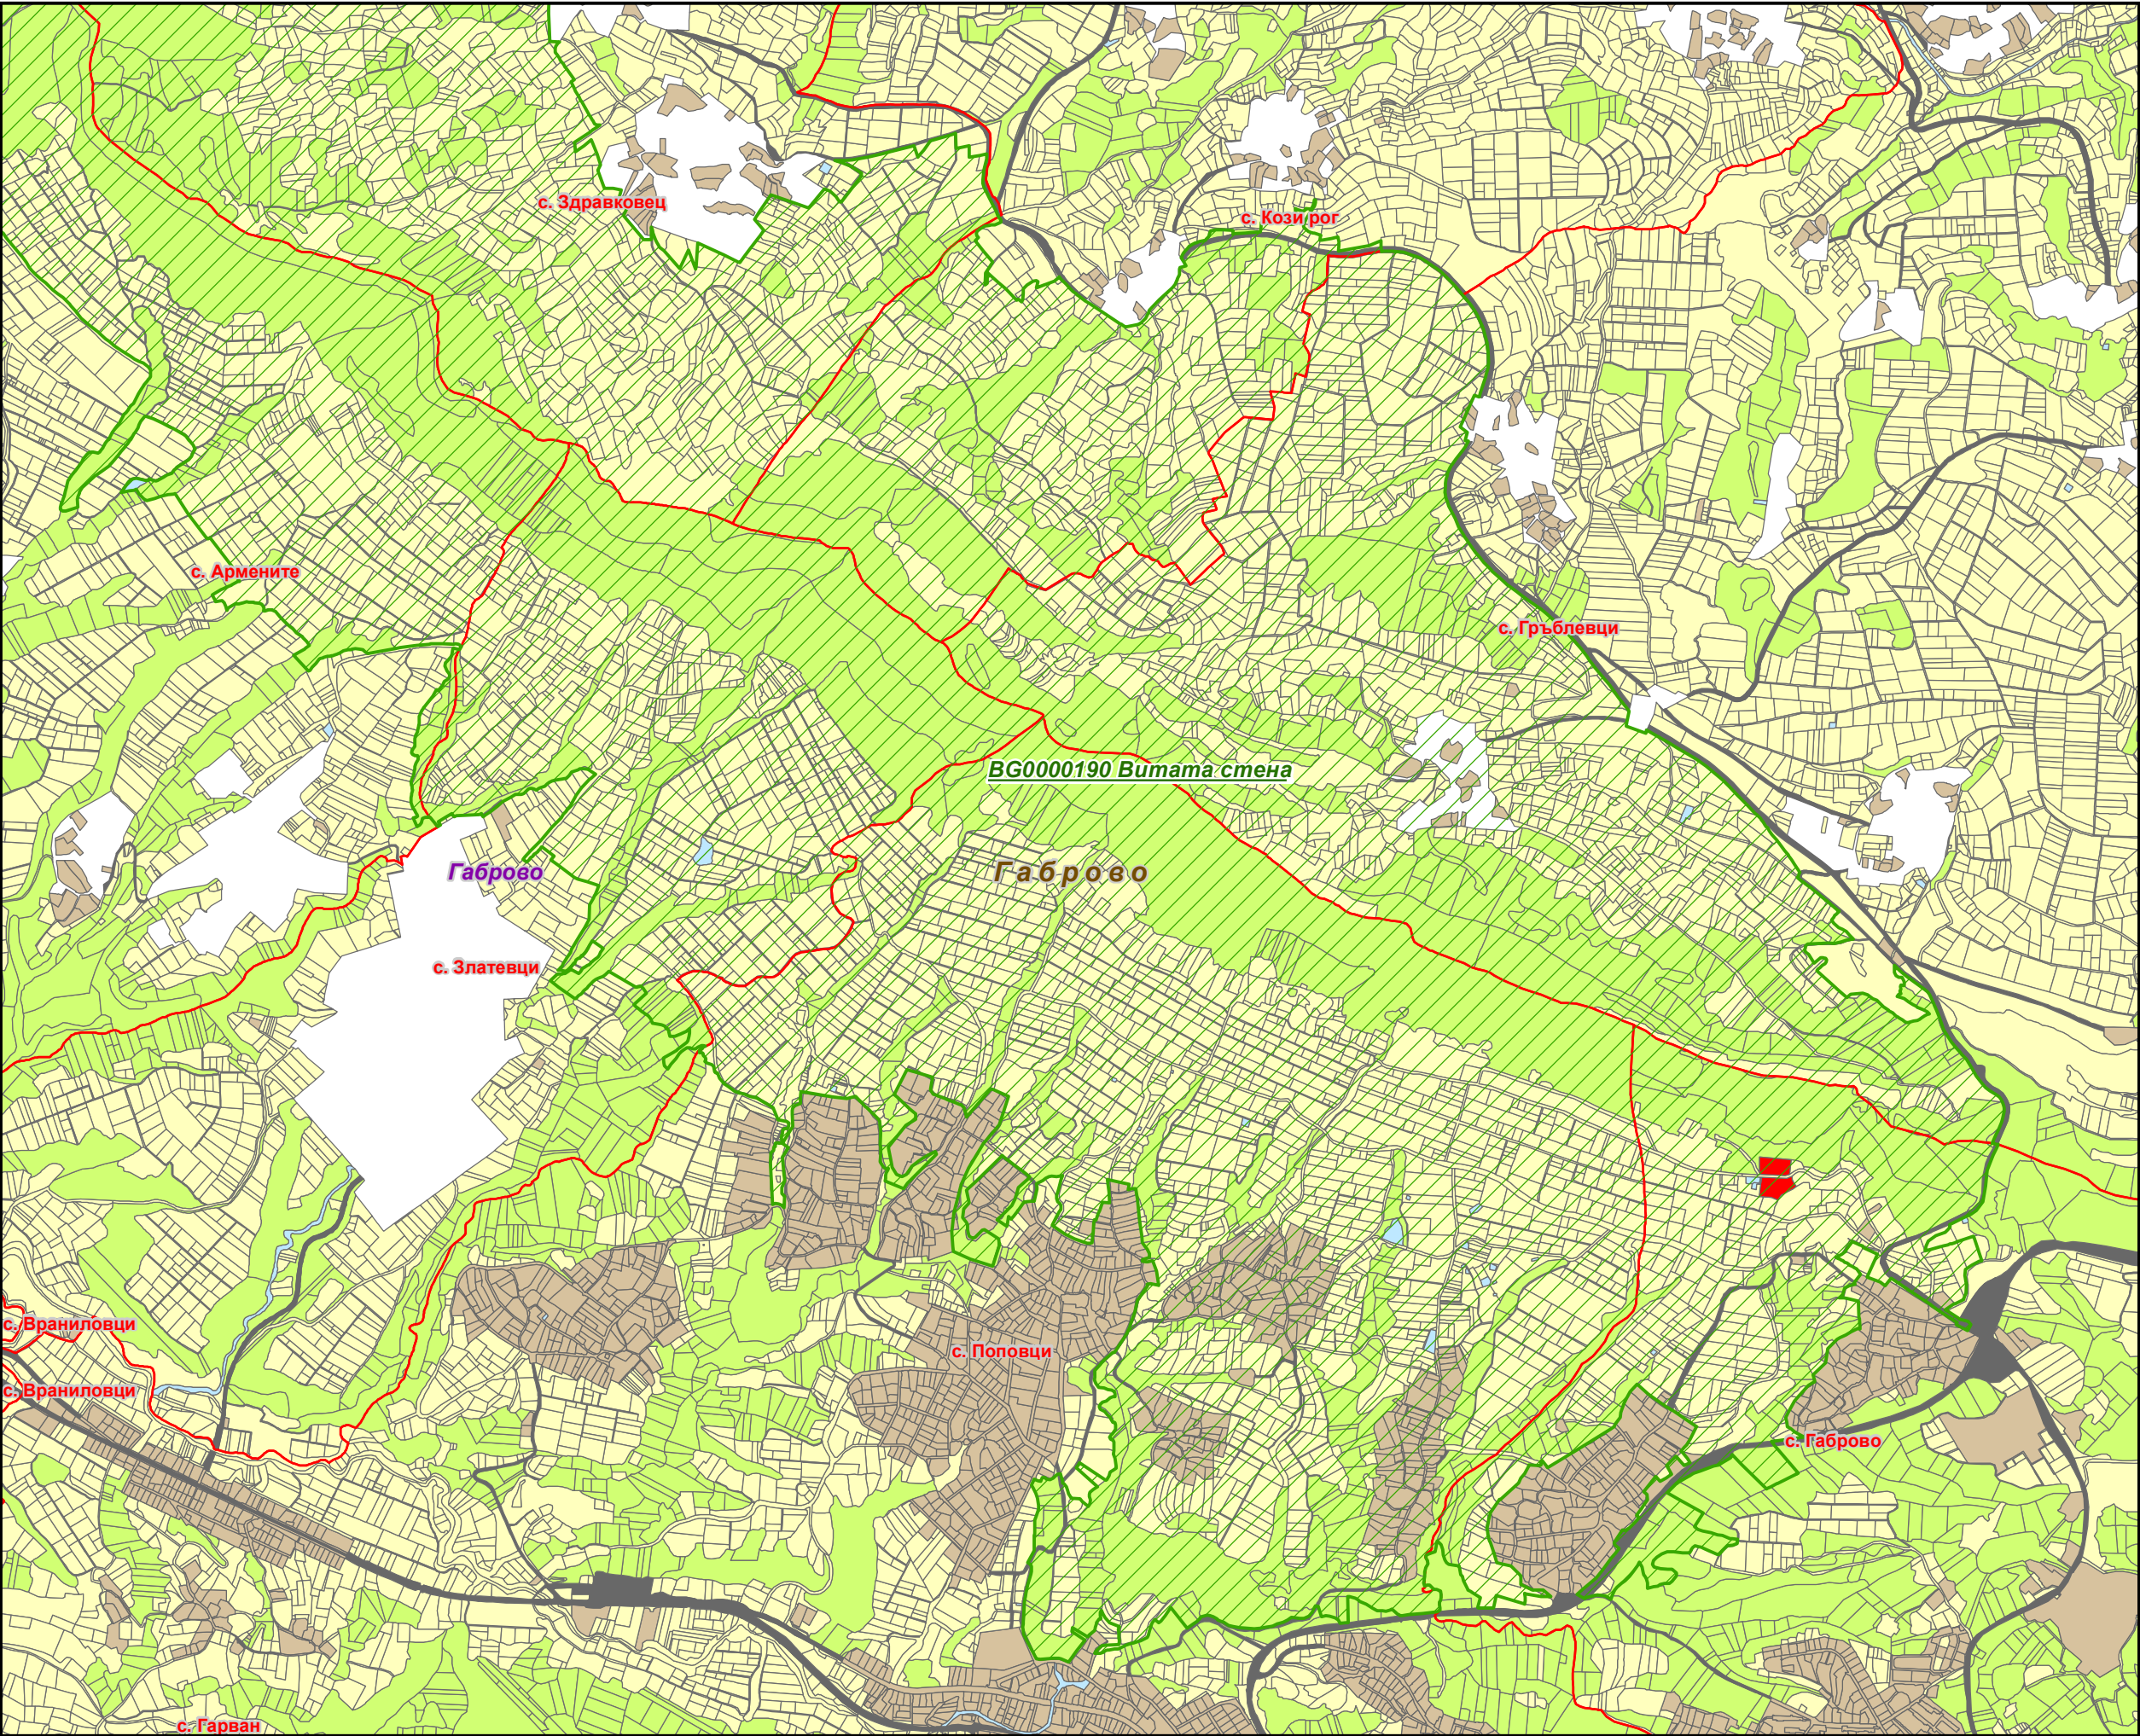 с. Здравковец
с. Кози рог
с. Армените
с. Гръблевци
BG0000190 Витата стена
Габрово
Габрово
с. Златевци
с. Враниловци
с. Поповци
с. Враниловци
с. Габрово
с. Гарван